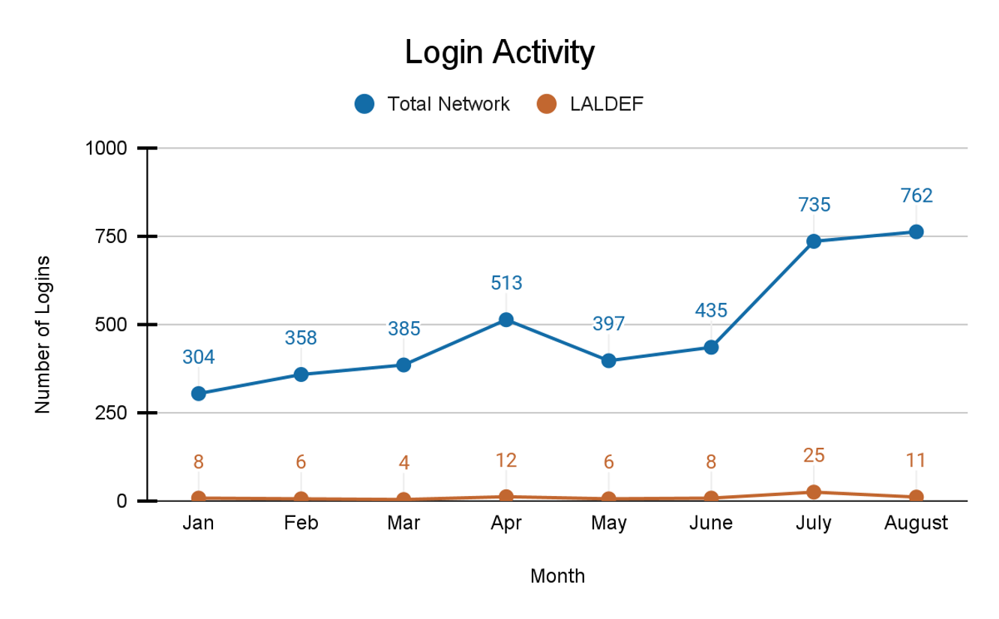 Login Activity
Total Network LALDEF
1000
750
500
250
0
Number of Logins
304 358 385 513 397 435 735 762
8 6 4 12 6 8 25 11
Jan Feb Mar Apr May June July August
Month